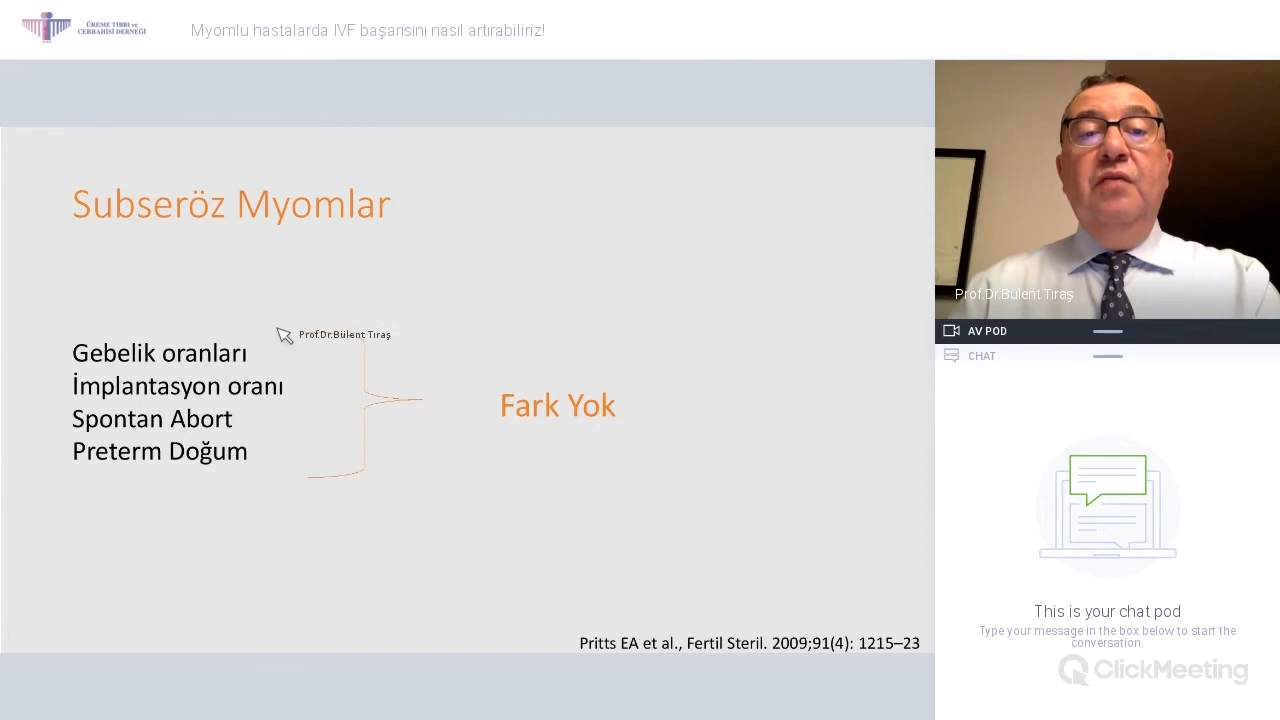 ÜREME TIBBI ve
CERRAHİSİ DERNEĞİ
Myomlu hastalarda IVF başarısını nasıl artırabiliriz!
Subseröz Myomlar
Prof.Dr.Bülent Tıraş
Gebelik oranları
İmplantasyon oranı
Spontan Abort
Preterm Doğum
Fark Yok
Pritts EA et al., Fertil Steril. 2009;91(4): 1215–23
Prof.Dr.Bülent Tıraş
AV POD
CHAT
This is your chat pod
Type your message in the box below to start the
conversation.
ClickMeeting